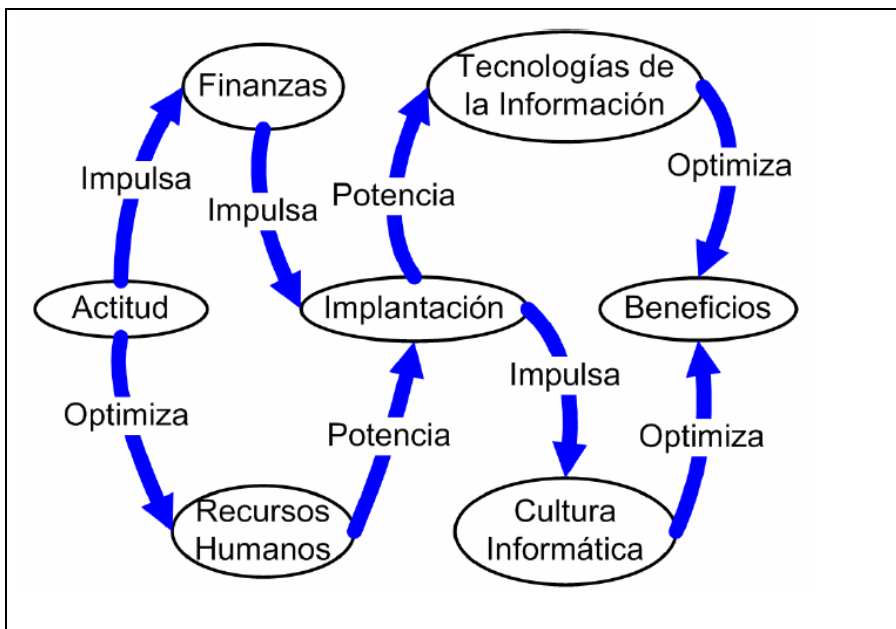 Finanzas
Tecnologías de
la Información
Impulsa
Impulsa
Potencia
Optimiza
Actitud
Implantación
Beneficios
Optimiza
Potencia
Impulsa
Optimiza
Recursos
Humanos
Cultura
Informática